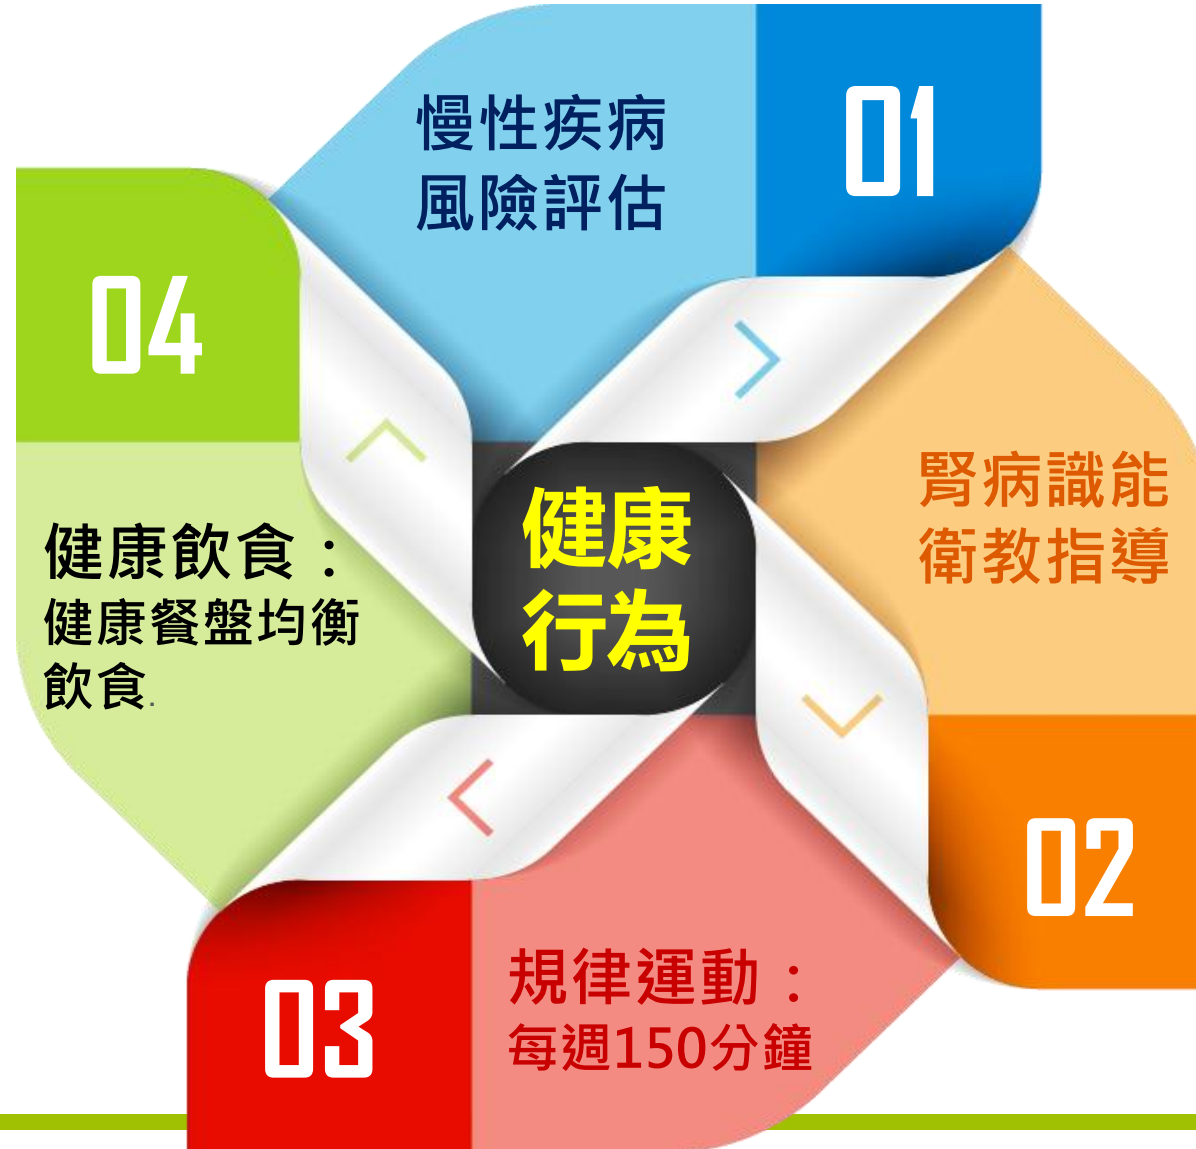 慢性疾病
風險評估
01
腎病識能
衛教指導
02
規律運動：
每週150分鐘
03
健康飲食：
健康餐盤均衡
飲食.
04
健康
行為